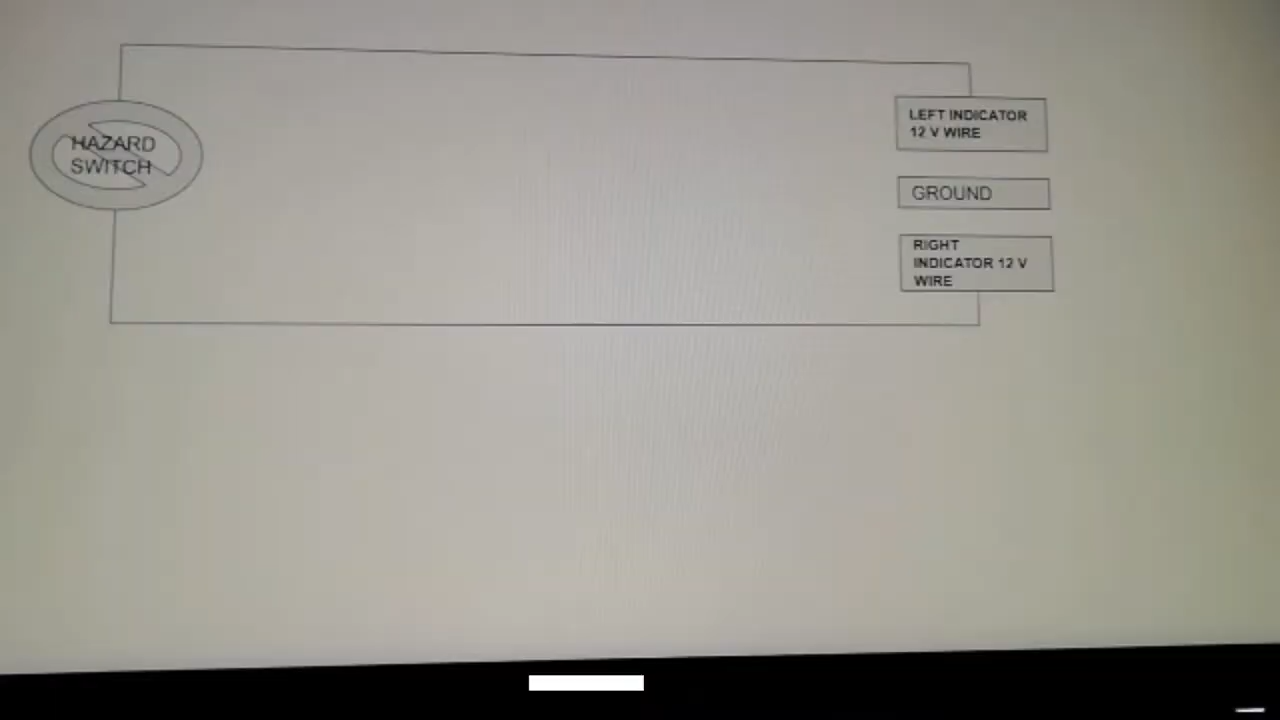 HAZARD
SWITCH
LEFT INDICATOR
12 V WIRE
GROUND
RIGHT
INDICATOR 12 V
WIRE